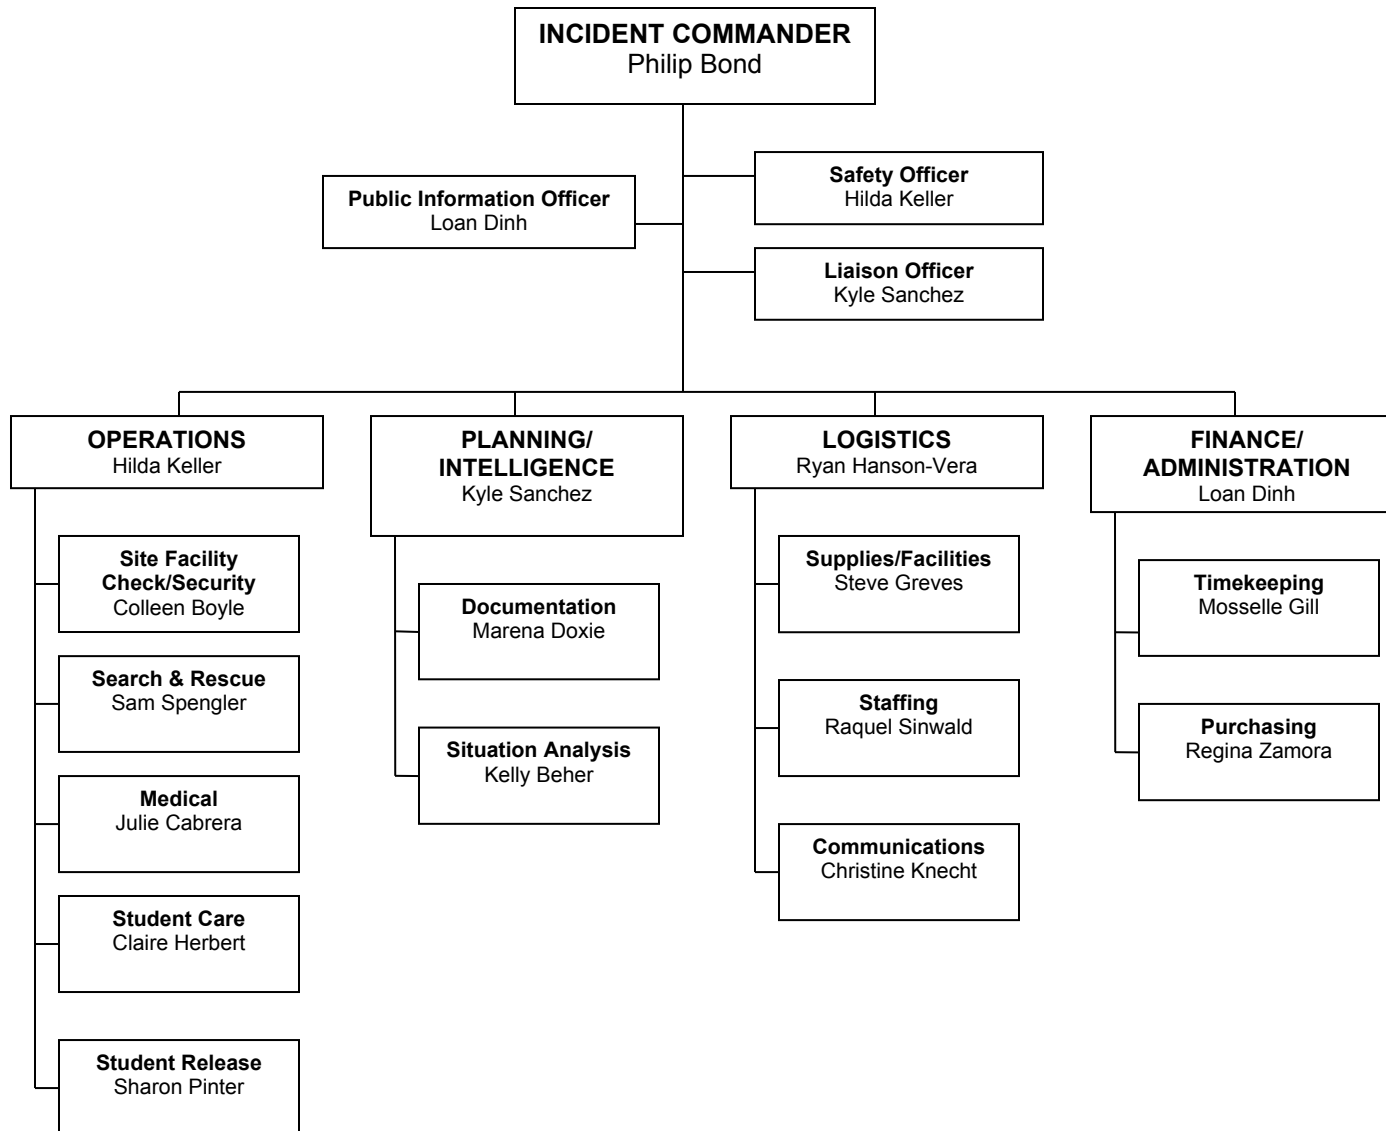 INCIDENT COMMANDER
Philip Bond
Public Information Officer
Loan Dinh
Safety Officer
Hilda Keller
Liaison Officer
Kyle Sanchez
OPERATIONS
Hilda Keller
Site Facility
Check/Security
Colleen Boyle
Search & Rescue
Sam Spengler
Medical
Julie Cabrera
Student Care
Claire Herbert
Student Release
Sharon Pinter
PLANNING/
INTELLIGENCE
Kyle Sanchez
Documentation
Marena Doxie
Situation Analysis
Kelly Beher
LOGISTICS
Ryan Hanson-Vera
Supplies/Facilities
Steve Greves
Staffing
Raquel Sinwald
Communications
Christine Knecht
FINANCE/
ADMINISTRATION
Loan Dinh
Timekeeping
Mosselle Gill
Purchasing
Regina Zamora